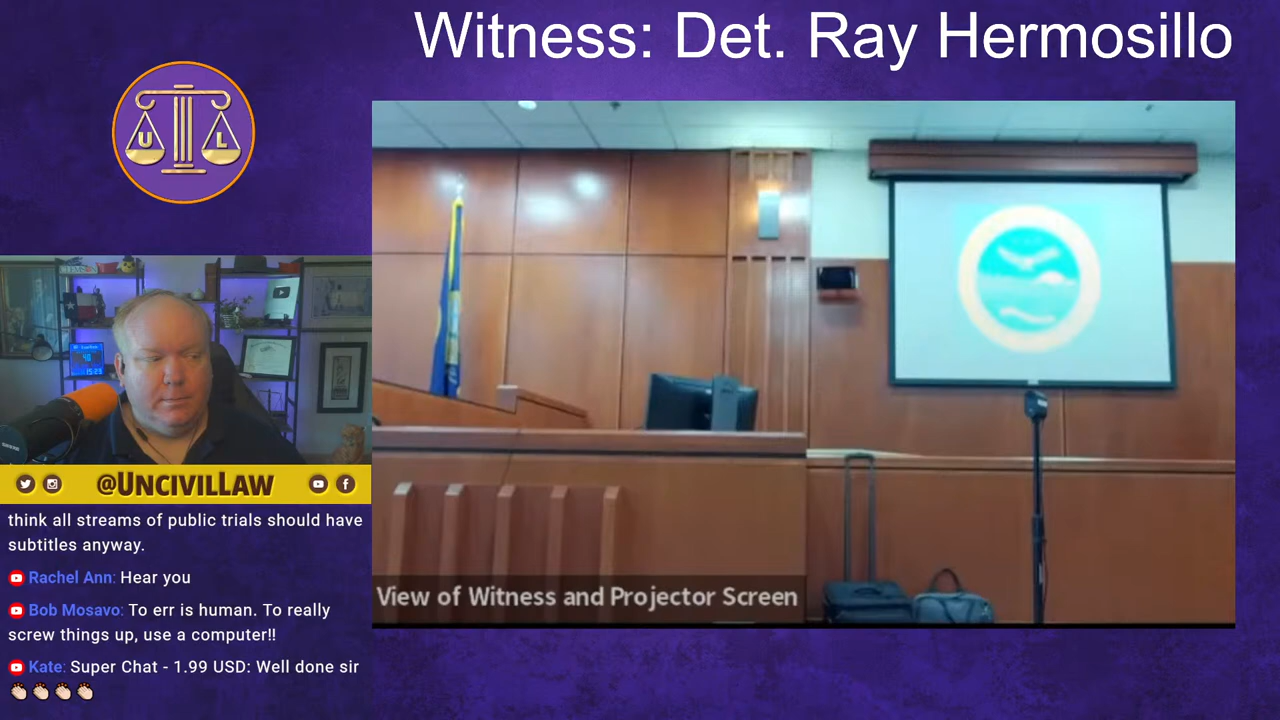 Witness: Det. Ray Hermosillo
U L
@UNCIVILLAW
think all streams of public trials should have
subtitles anyway.
Rachel Ann: Hear you
Bob Mosavo: To err is human. To really
screw things up, use a computer!!
Kate: Super Chat - 1.99 USD: Well done sir
👏🏻👏🏻👏🏻👏🏻
View of Witness and Projector Screen